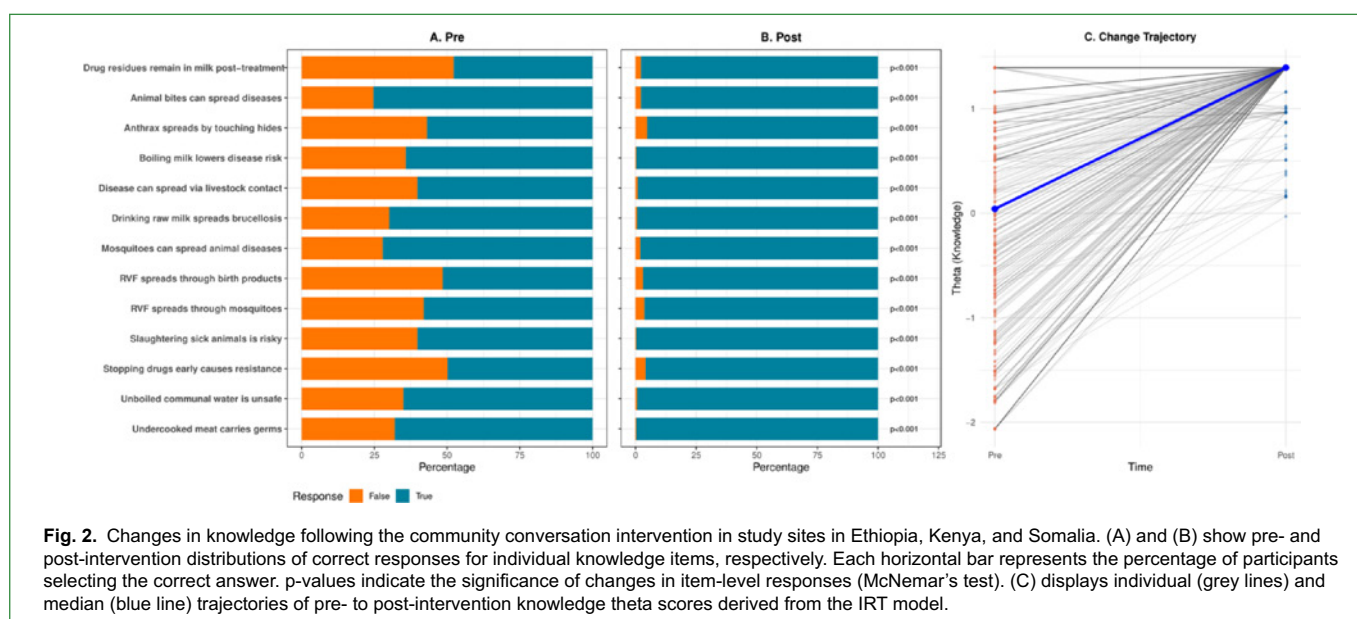 A. Pre
B. Post
C. Change Trajectory
Drug residues remain in milk post-treatment
Animal bites can spread diseases
Anthrax spreads by touching hides
Boiling milk lowers disease risk
Disease can spread via livestock contact
Drinking raw milk spreads brucellosis
Mosquitoes can spread animal diseases
RVF spreads through birth products
RVF spreads through mosquitoes
Slaughtering sick animals is risky
Stopping drugs early causes resistance
Unboiled communal water is unsafe
Undercooked meat carries germs
0 25 50 75 100
Percentage
Response False True
p<0.001
p<0.001
p<0.001
p<0.001
p<0.001
p<0.001
p<0.001
p<0.001
p<0.001
p<0.001
p<0.001
p<0.001
p<0.001
0 25 50 75 100 125
Percentage
Theta (Knowledge)
1
0
−1
−2
Pre Post
Time
Fig. 2. Changes in knowledge following the community conversation intervention in study sites in Ethiopia, Kenya, and Somalia. (A) and (B) show pre- and
post-intervention distributions of correct responses for individual knowledge items, respectively. Each horizontal bar represents the percentage of participants
selecting the correct answer. p-values indicate the significance of changes in item-level responses (McNemar's test). (C) displays individual (grey lines) and
median (blue line) trajectories of pre- to post-intervention knowledge theta scores derived from the IRT model.